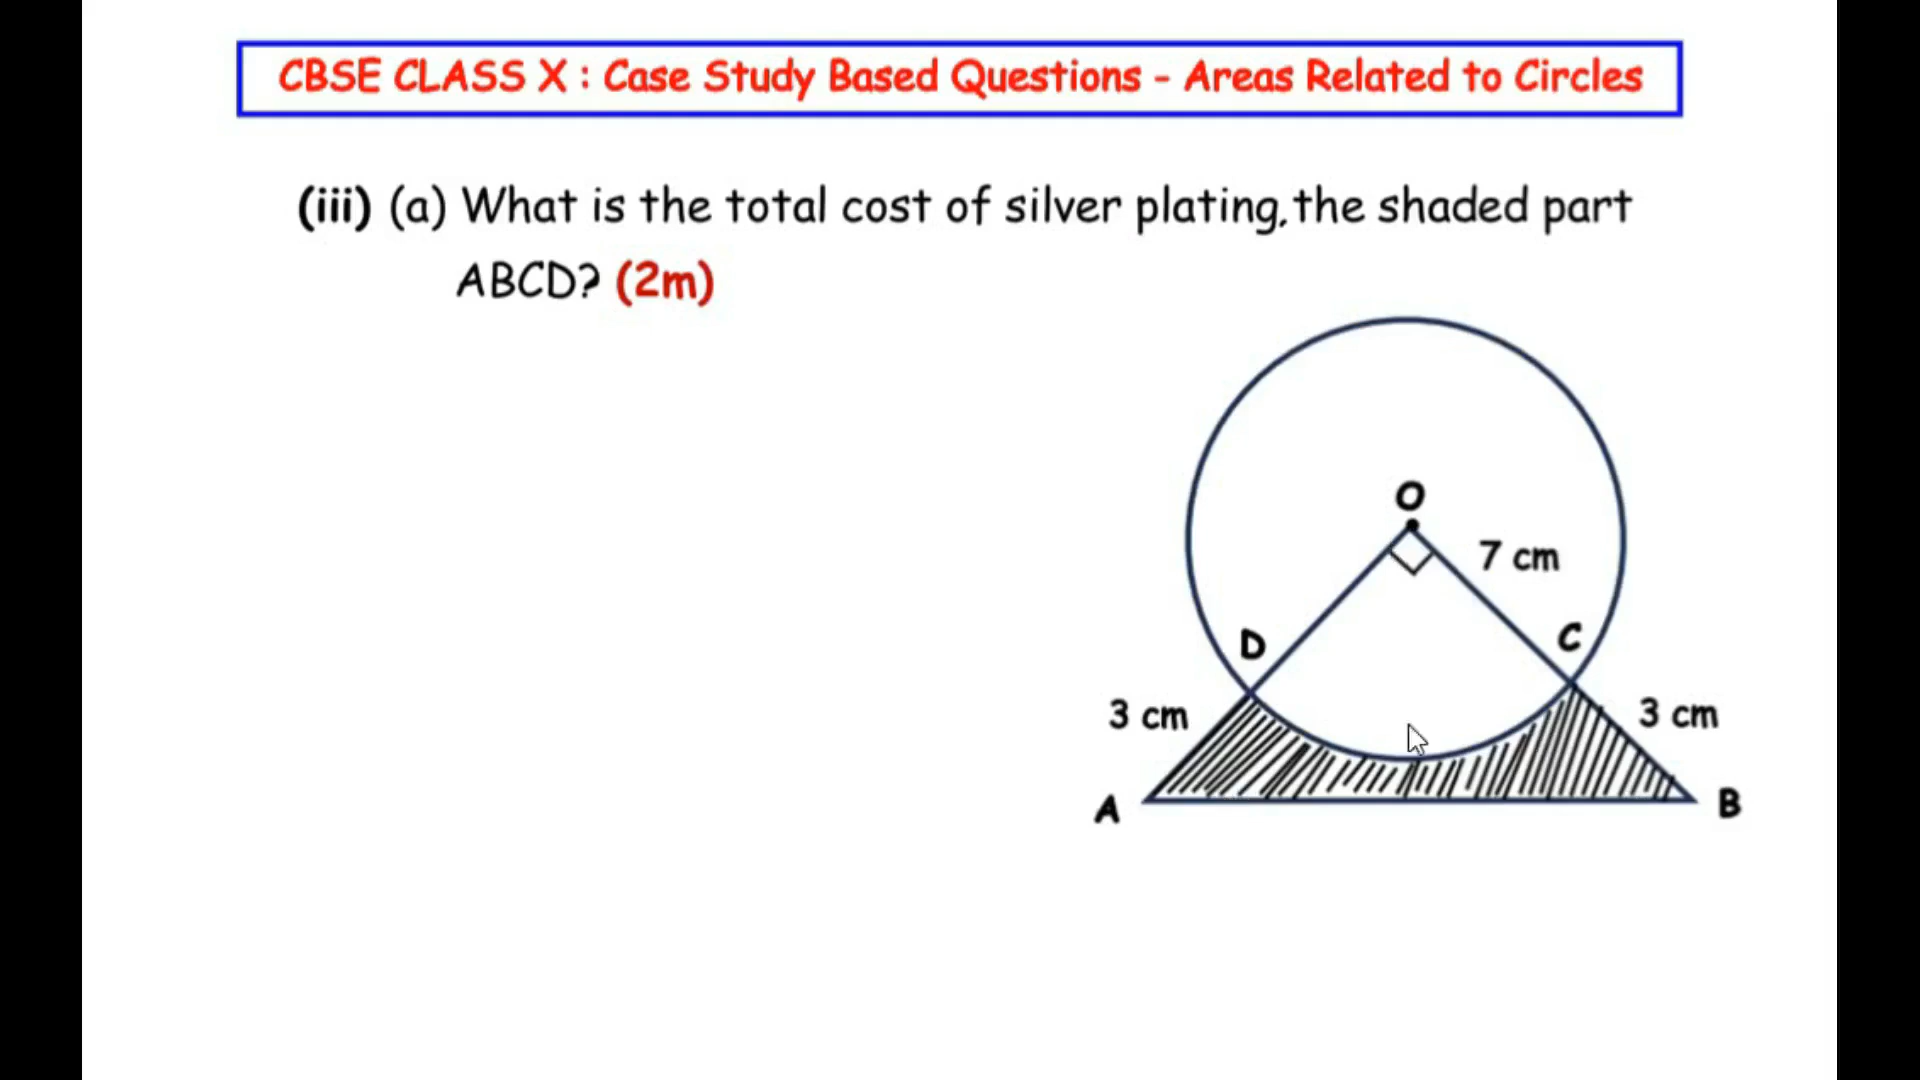 CBSE CLASS X : Case Study Based Questions - Areas Related to Circles
(iii) (a) What is the total cost of silver plating,the shaded part
ABCD? (2m)
O
7 cm
D
C
3 cm
3 cm
A
B